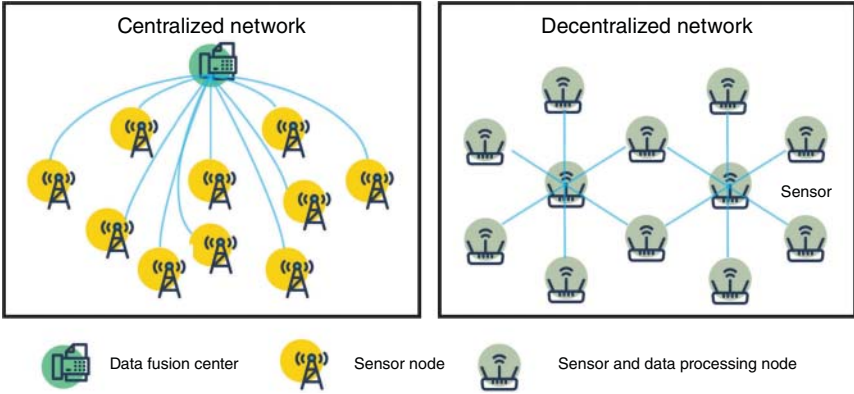 Centralized network
Decentralized network
Sensor
Data fusion center
Sensor node
Sensor and data processing node